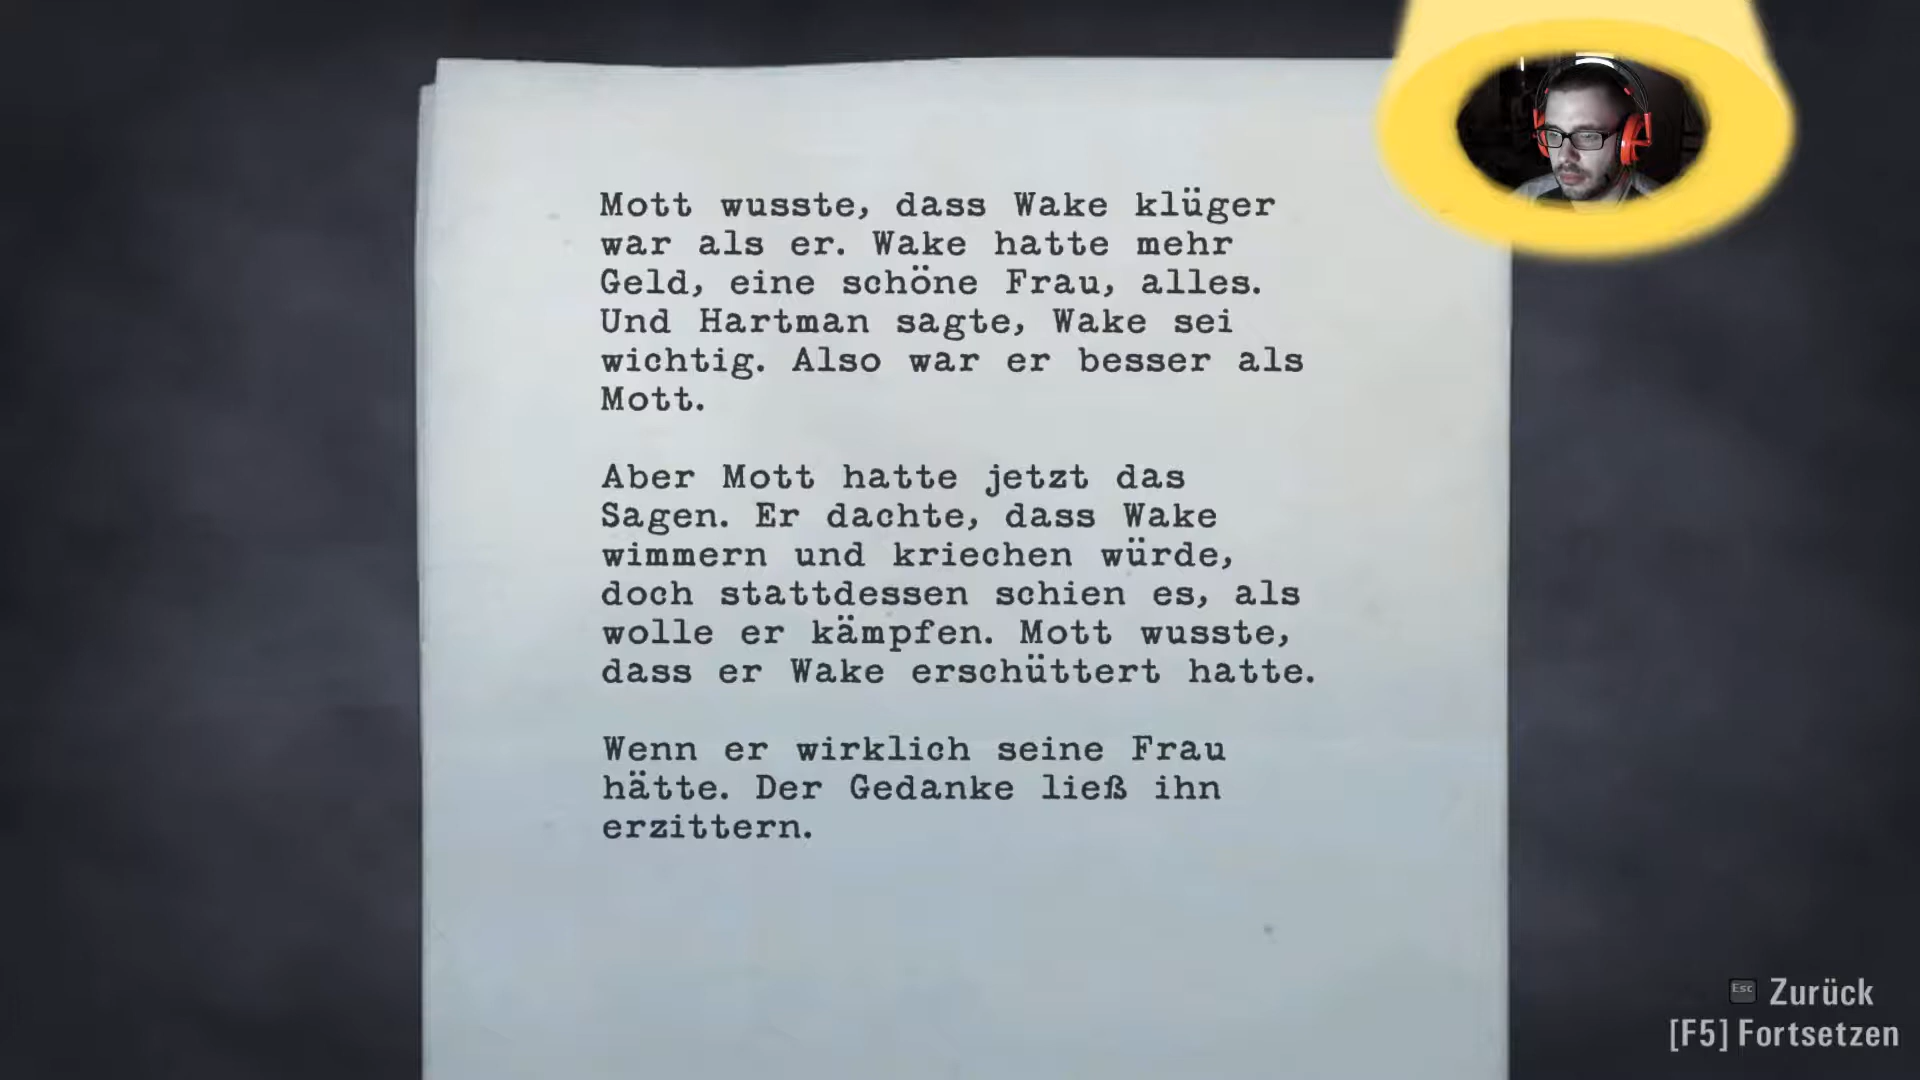 Mott wusste, dass Wake klüger
war als er. Wake hatte mehr
Geld, eine schöne Frau, alles.
Und Hartman sagte, Wake sei
wichtig. Also war er besser als
Mott.
Aber Mott hatte jetzt das
Sagen. Er dachte, dass Wake
wimmern und kriechen würde,
doch stattdessen schien es, als
wolle er kämpfen. Mott wusste,
dass er Wake erschüttert hatte.
Wenn er wirklich seine Frau
hätte. Der Gedanke ließ ihn
erzittern.
Esc Zurück
[F5] Fortsetzen